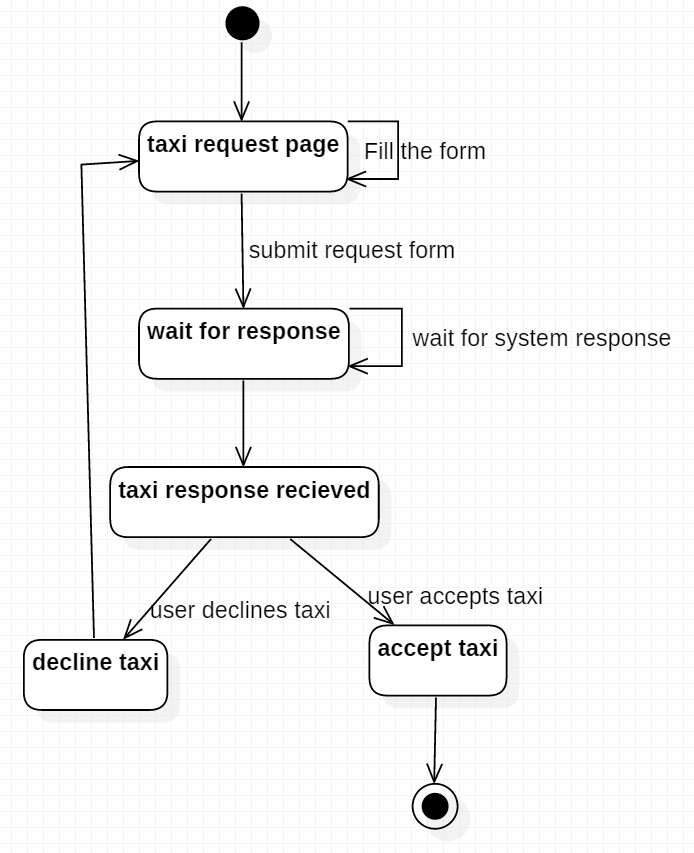 taxi request page
Fill the form
submit request form
wait for response
wait for system response
taxi response recieved
user declines taxi
user accepts taxi
decline taxi
accept taxi